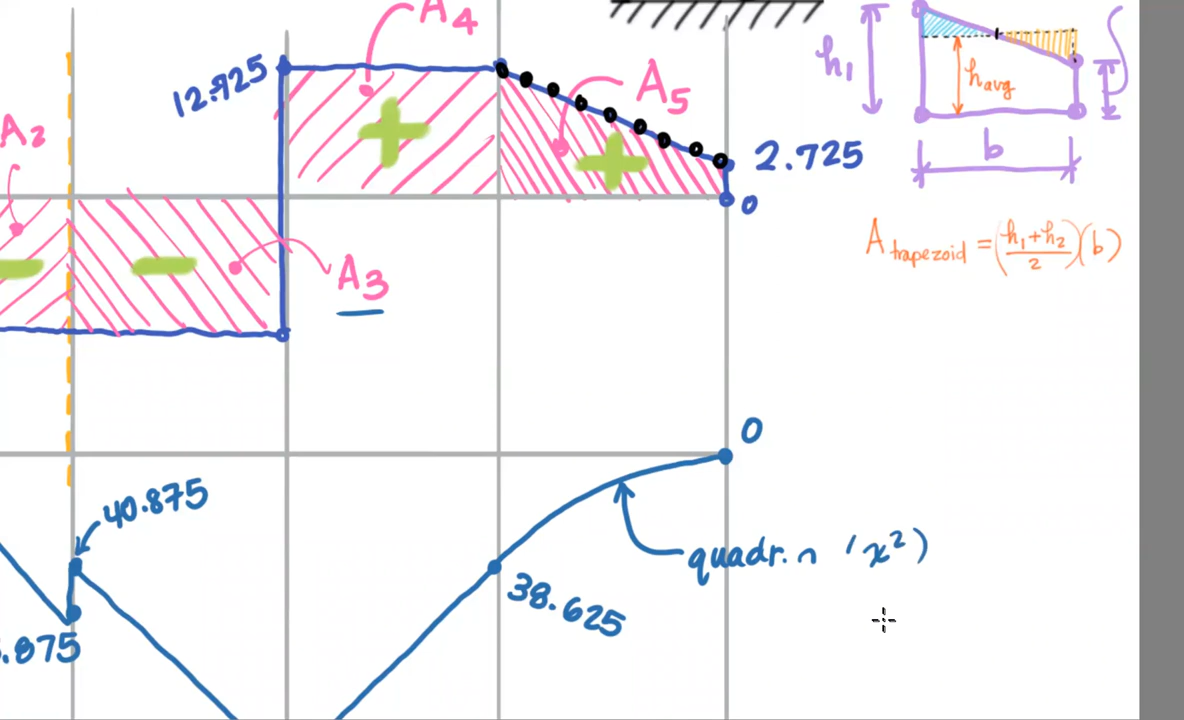 A4
12.725
A5
h1
havg
A2
2.725
b
0
A trapezoid = (h1+h2/2)(b)
A3
0
40.875
38.625
.875